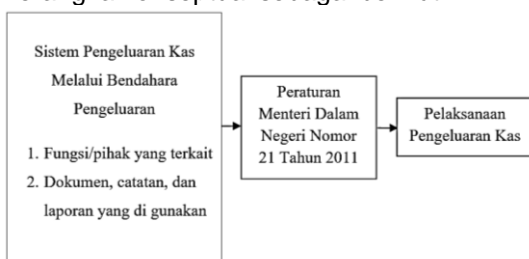 Sistem Pengeluaran Kas
Melalui Bendahara
Pengeluaran
1. Fungsi/pihak yang terkait
2. Dokumen, catatan, dan
laporan yang di gunakan
Peraturan
Menteri Dalam
Negeri Nomor
21 Tahun 2011
Pelaksanaan
Pengeluaran Kas